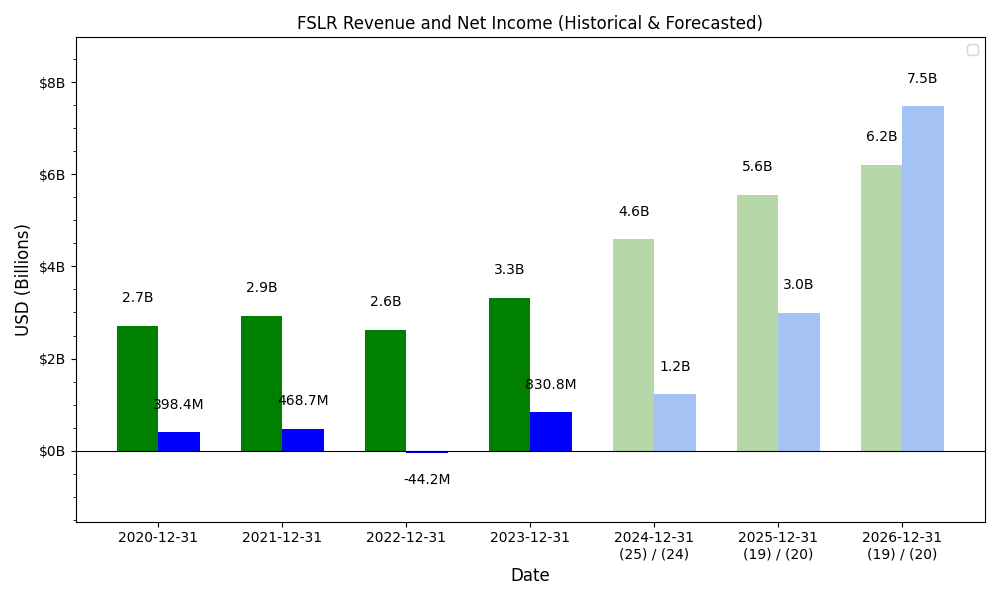 FSLR Revenue and Net Income (Historical & Forecasted)
USD (Billions)
$8B
$6B
$4B
$2B
$0B
2.7B
398.4M
2.9B
468.7M
2.6B
-44.2M
3.3B
830.8M
4.6B
1.2B
5.6B
3.0B
6.2B
7.5B
2020-12-31
2021-12-31
2022-12-31
2023-12-31
2024-12-31
(25) / (24)
2025-12-31
(19) / (20)
2026-12-31
(19) / (20)
Date